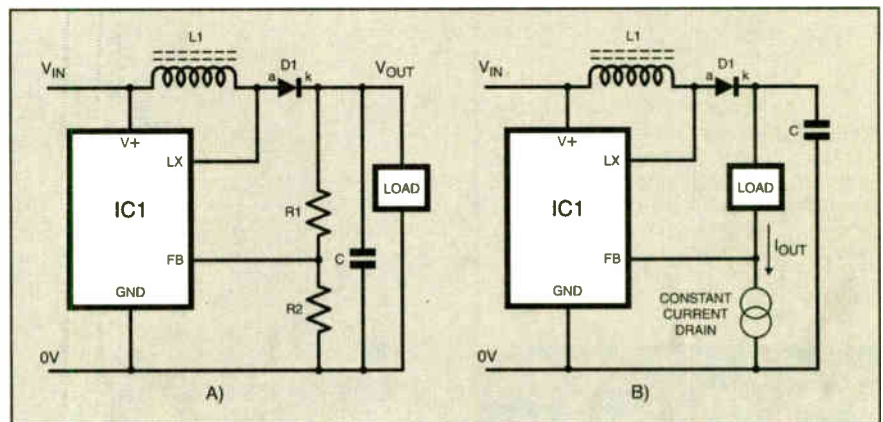 L1
VIN
a
D1
k
VOUT
V+
LX
IC1
FB
GND
R1
R2
C
LOAD
0V
A)
L1
VIN
a
D1
k
V+
LX
IC1
FB
GND
C
LOAD
IOUT
CONSTANT
CURRENT
DRAIN
0V
B)